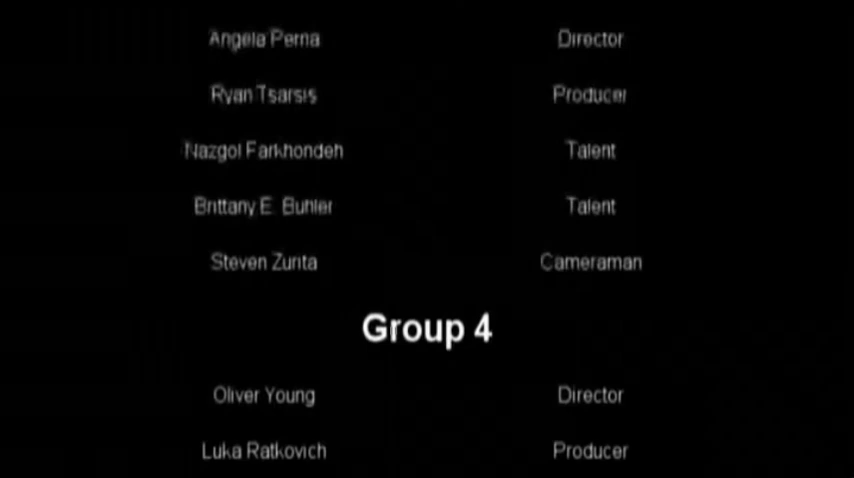 Angela Perna Director
Ryan Tsarsis Producer
Nazgol Farkhondeh Talent
Brittany E. Buhler Talent
Steven Zurita Cameraman
Group 4
Oliver Young Director
Luka Ratkovich Producer